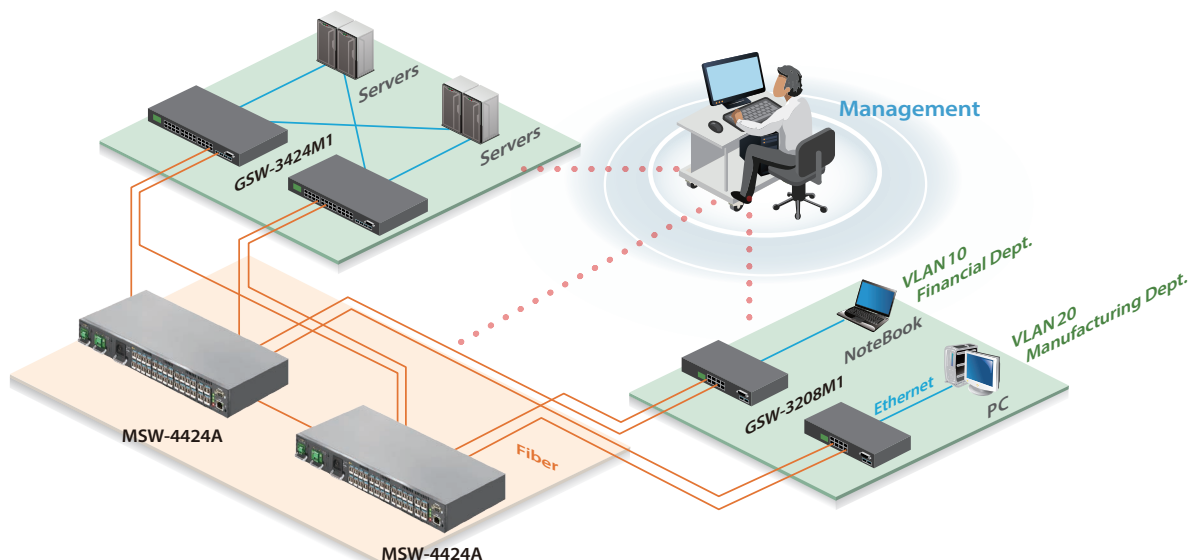 Servers
Servers
GSW-3424M1
Management
VLAN 10
Financial Dept.
VLAN 20
Manufacturing Dept.
NoteBook
GSW-3208M1
Ethernet
PC
MSW-4424A
Fiber
MSW-4424A